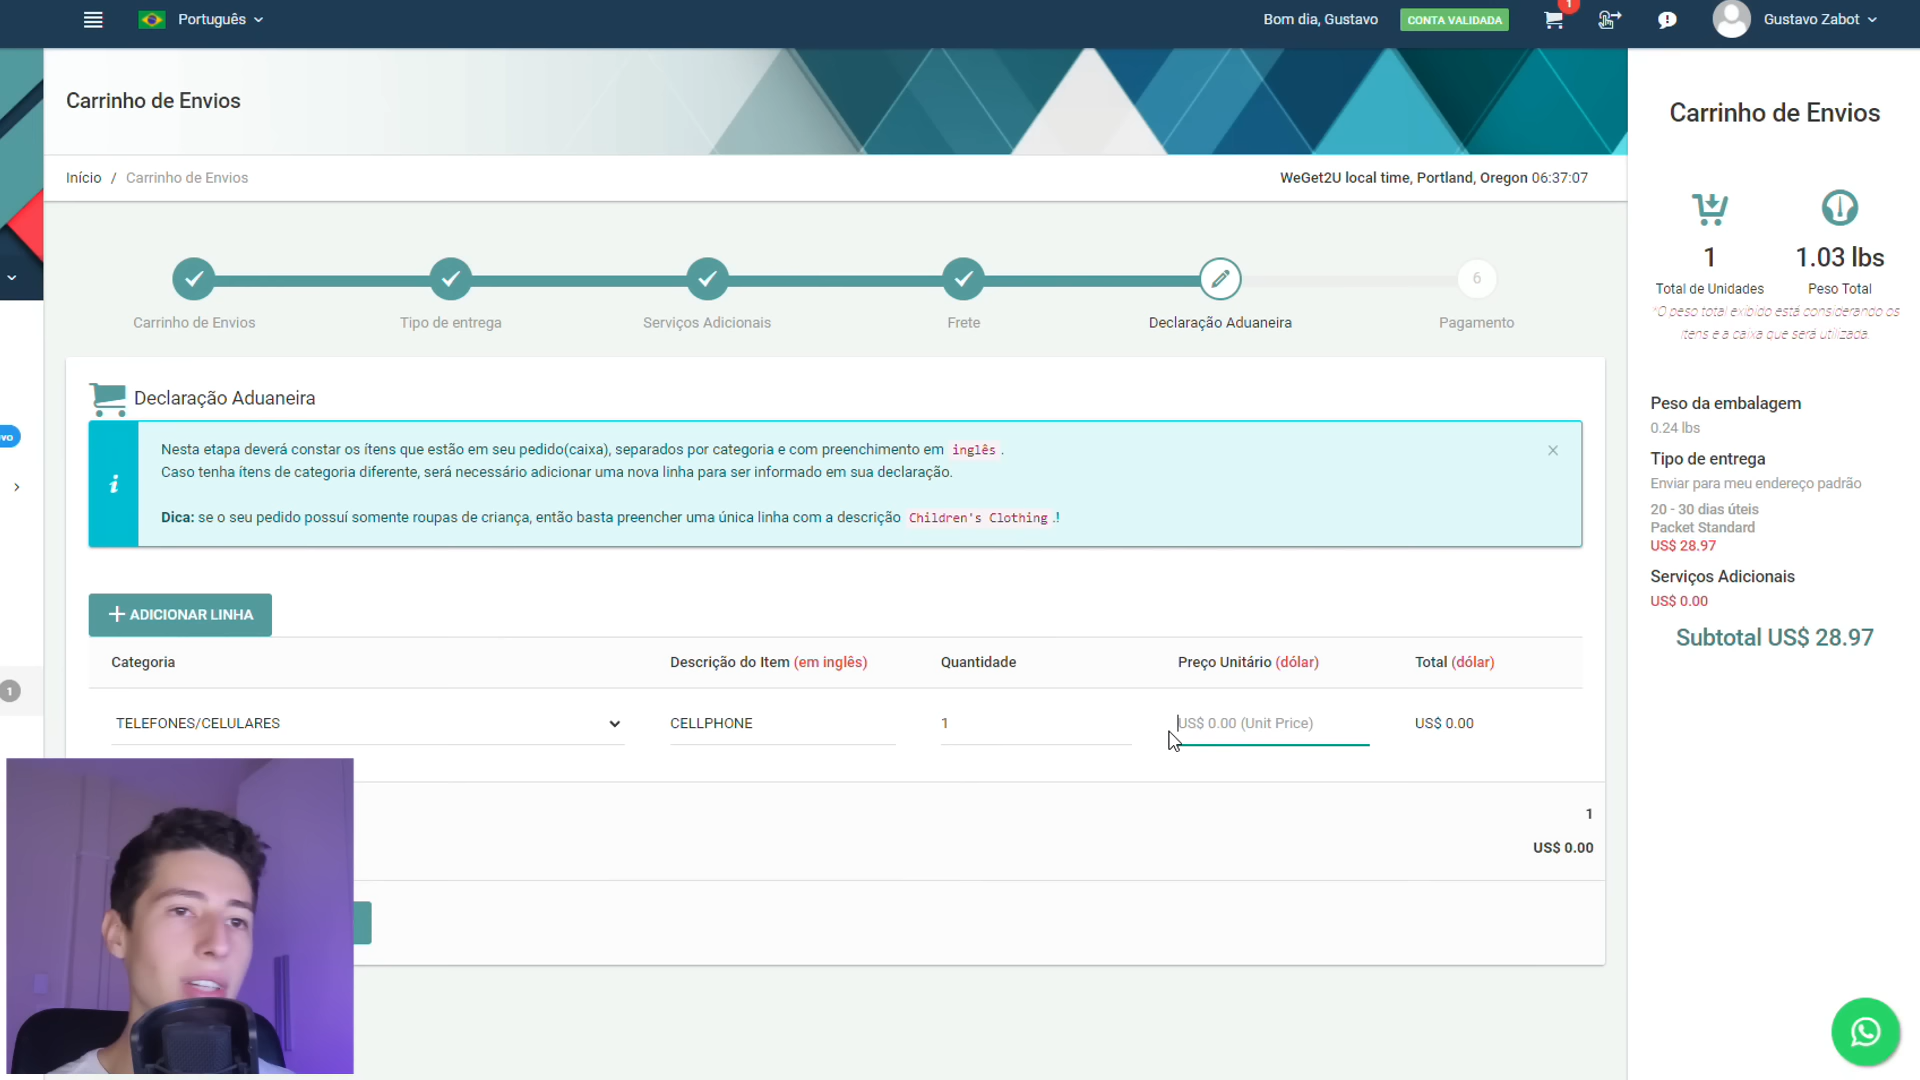 Português
Bom dia, Gustavo
CONTA VALIDADA
1
Gustavo Zabot
Carrinho de Envios
Início / Carrinho de Envios
WeGet2U local time, Portland, Oregon 06:37:07
6
Carrinho de Envios
Tipo de entrega
Serviços Adicionais
Frete
Declaração Aduaneira
Pagamento
Declaração Aduaneira
i
Nesta etapa deverá constar os ítens que estão em seu pedido(caixa), separados por categoria e com preenchimento em inglês .
Caso tenha ítens de categoria diferente, será necessário adicionar uma nova linha para ser informado em sua declaração.
Dica: se o seu pedido possuí somente roupas de criança, então basta preencher uma única linha com a descrição Children's Clothing .!
ADICIONAR LINHA
Categoria
Descrição do Item (em inglês)
Quantidade
Preço Unitário (dólar)
Total (dólar)
TELEFONES/CELULARES
CELLPHONE
1
US$ 0.00 (Unit Price)
US$ 0.00
1
US$ 0.00
vo
1
Carrinho de Envios
1
1.03 lbs
Total de Unidades
Peso Total
*O peso total exibido está considerando os
itens e a caixa que será utilizada.
Peso da embalagem
0.24 lbs
Tipo de entrega
Enviar para meu endereço padrão
20 - 30 dias úteis
Packet Standard
US$ 28.97
Serviços Adicionais
US$ 0.00
Subtotal US$ 28.97